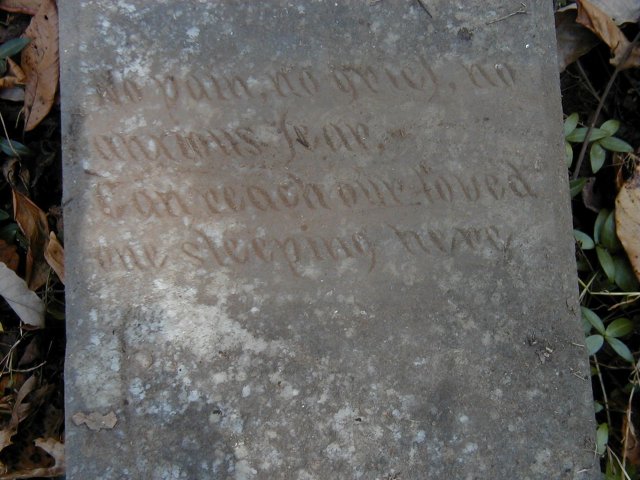 No pain, no grief, no
anxious fear,
Can reach our loved
one sleeping here